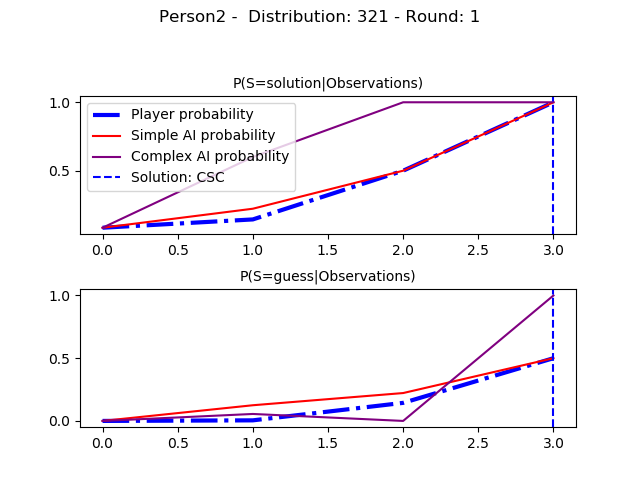 Person2 -  Distribution: 321 - Round: 1
P(S=solution|Observations)
1.0
0.5
Player probability
Simple AI probability
Complex AI probability
Solution: CSC
0.0 0.5 1.0 1.5 2.0 2.5 3.0
P(S=guess|Observations)
1.0
0.5
0.0
0.0 0.5 1.0 1.5 2.0 2.5 3.0